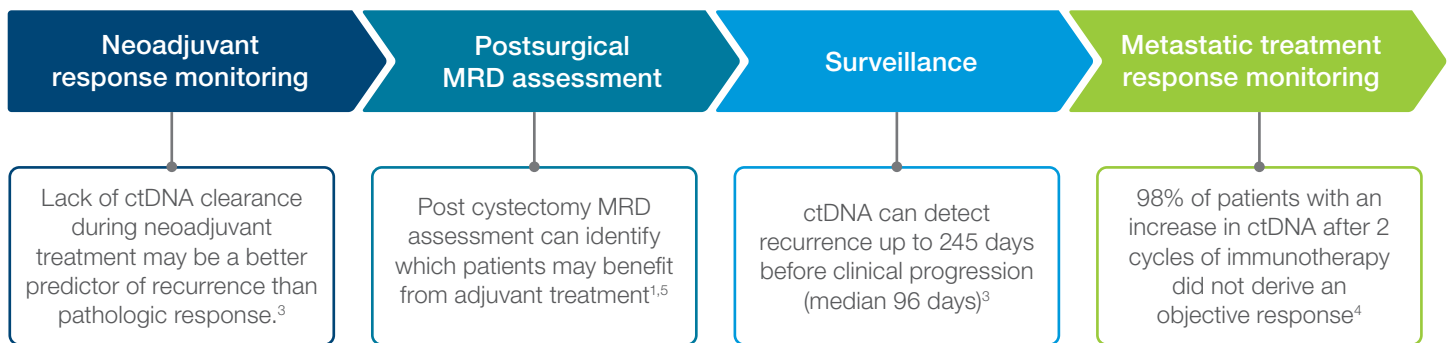 Neoadjuvant
response monitoring
Postsurgical
MRD assessment
Surveillance
Metastatic treatment
response monitoring
Lack of ctDNA clearance
during neoadjuvant
treatment may be a better
predictor of recurrence than
pathologic response.³
Post cystectomy MRD
assessment can identify
which patients may benefit
from adjuvant treatment¹,⁵
ctDNA can detect
recurrence up to 245 days
before clinical progression
(median 96 days)³
98% of patients with an
increase in ctDNA after 2
cycles of immunotherapy
did not derive an
objective response⁴